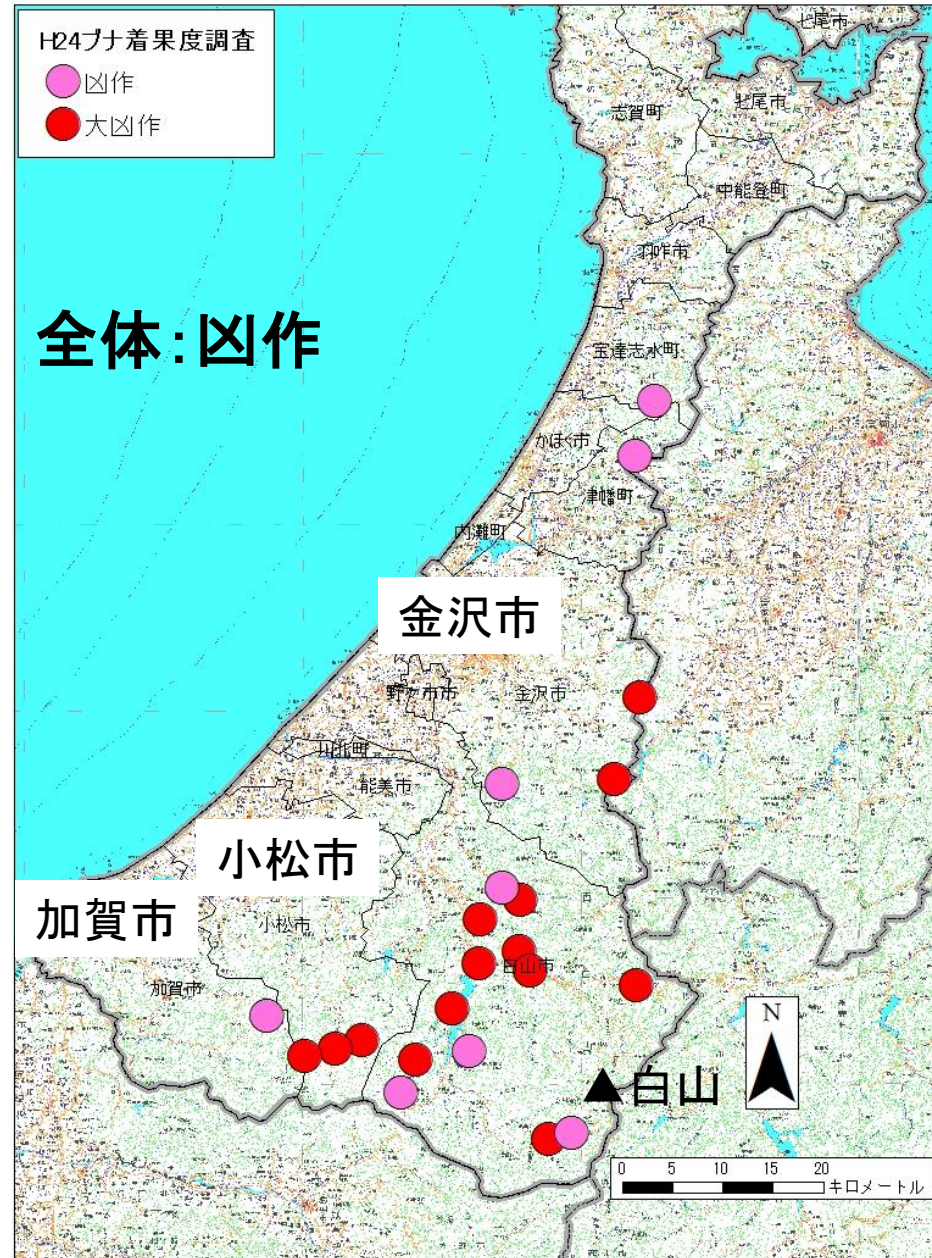 H24ブナ着果度調査
凶作
大凶作
七尾市
七尾市
志賀町
中能登町
羽咋市
全体:凶作
宝達志水町
かほく市
津幡町
内灘町
金沢市
野々市市
金沢市
川北町
能美市
小松市
加賀市
小松市
白山市
加賀市
N
白山
0 5 10 15 20
キロメートル